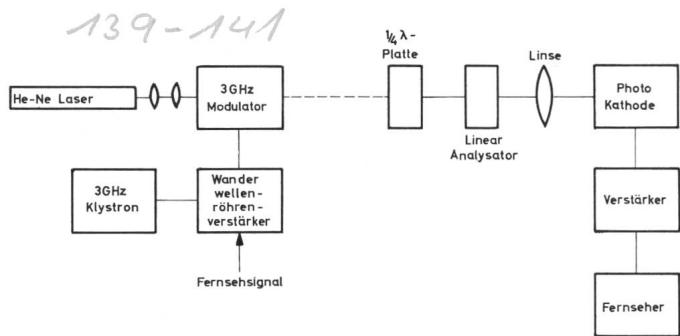 139-141
¼ λ-
Platte
Linse
He-Ne Laser
3GHz
Modulator
Linear
Analysator
Photo
Kathode
3GHz
Klystron
Wander
wellen-
röhren-
verstärker
Verstärker
Fernsehsignal
Fernseher